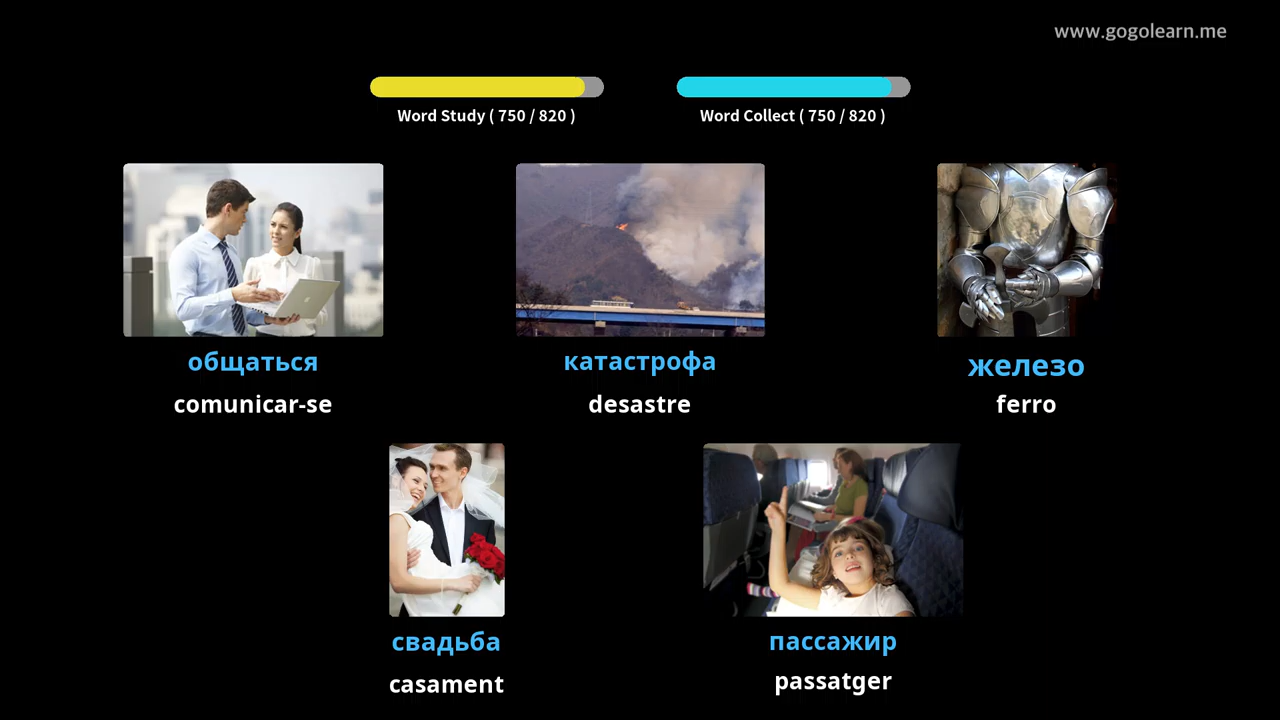 www.gogolearn.me
Word Study ( 750 / 820 )
Word Collect ( 750 / 820 )
общаться
comunicar-se
катастрофа
desastre
железо
ferro
свадьба
casament
пассажир
passatger